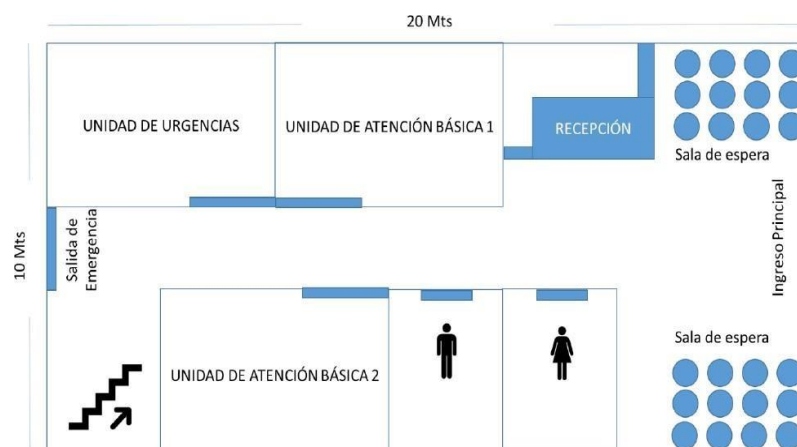 20 Mts
UNIDAD DE URGENCIAS
UNIDAD DE ATENCIÓN BÁSICA 1
RECEPCIÓN
Sala de espera
10 Mts
Salida de
Emergencia
Ingreso Principal
Sala de espera
UNIDAD DE ATENCIÓN BÁSICA 2